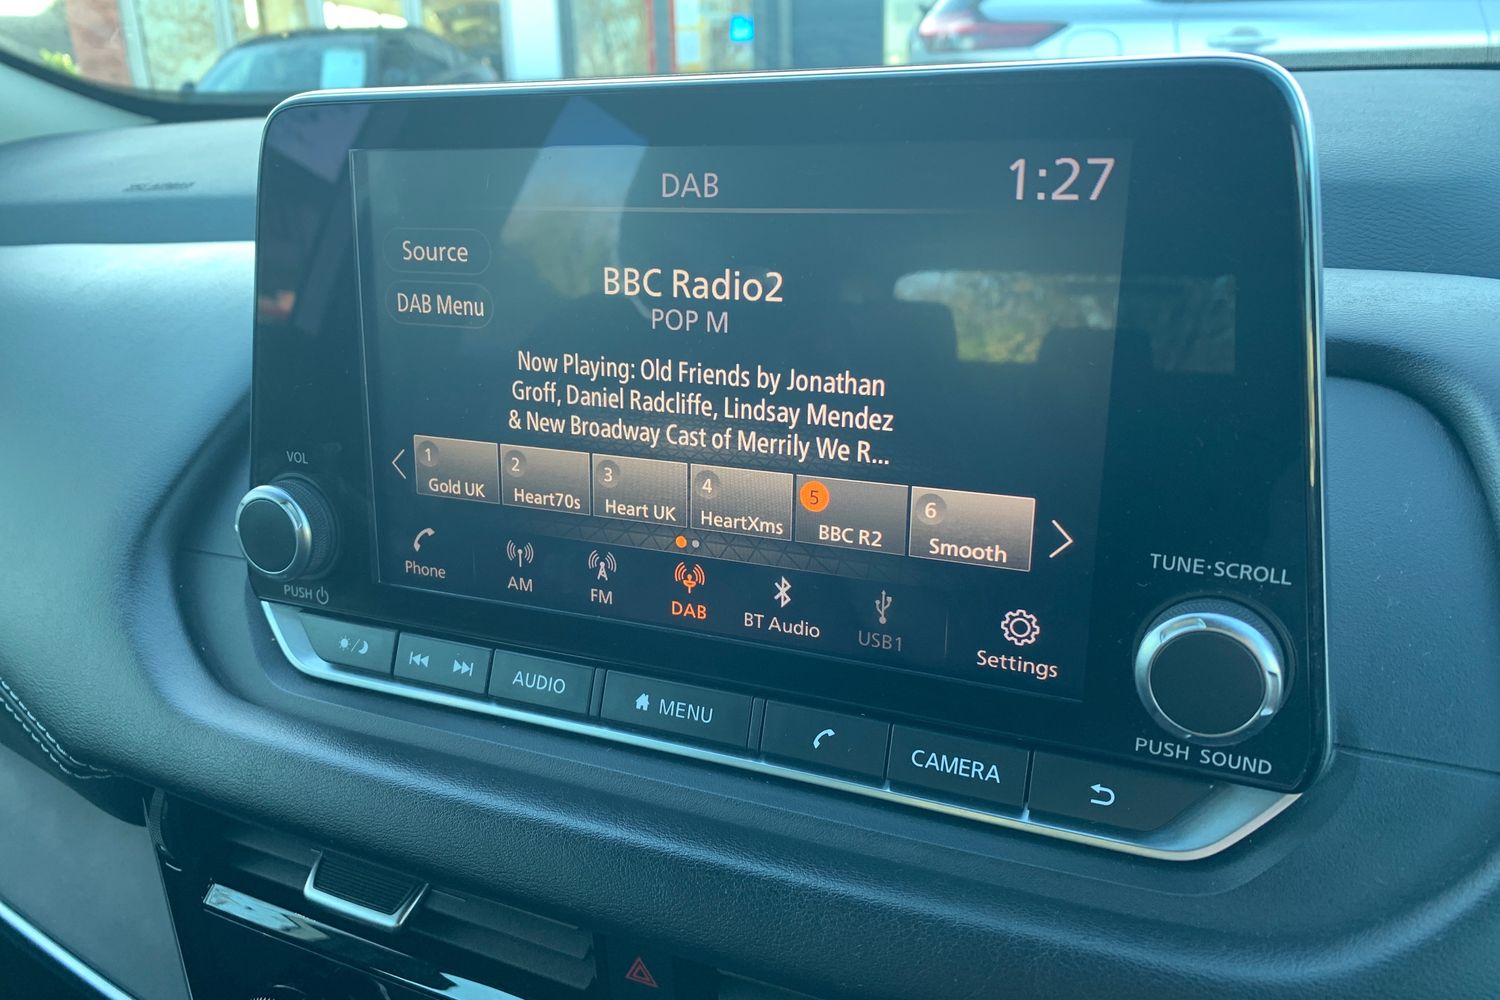 DAB
1:27
Source
DAB Menu
BBC Radio2
POP M
Now Playing: Old Friends by Jonathan
Groff, Daniel Radcliffe, Lindsay Mendez
& New Broadway Cast of Merrily We R...
1 Gold UK
2 Heart70s
3 Heart UK
4 HeartXms
5 BBC R2
6 Smooth
Phone
AM
FM
DAB
BT Audio
USB1
Settings
VOL
PUSH
TUNE·SCROLL
PUSH SOUND
AUDIO
MENU
CAMERA